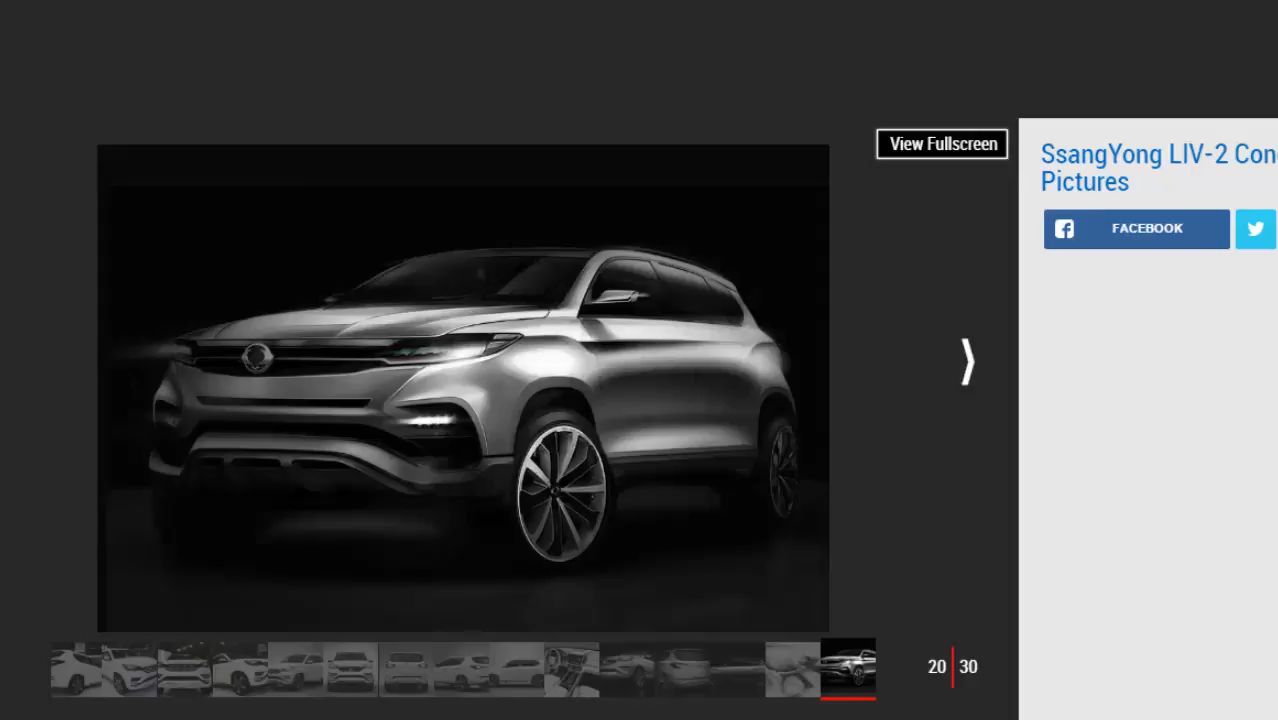 View Fullscreen
SsangYong LIV-2 Con
Pictures
FACEBOOK
20 30